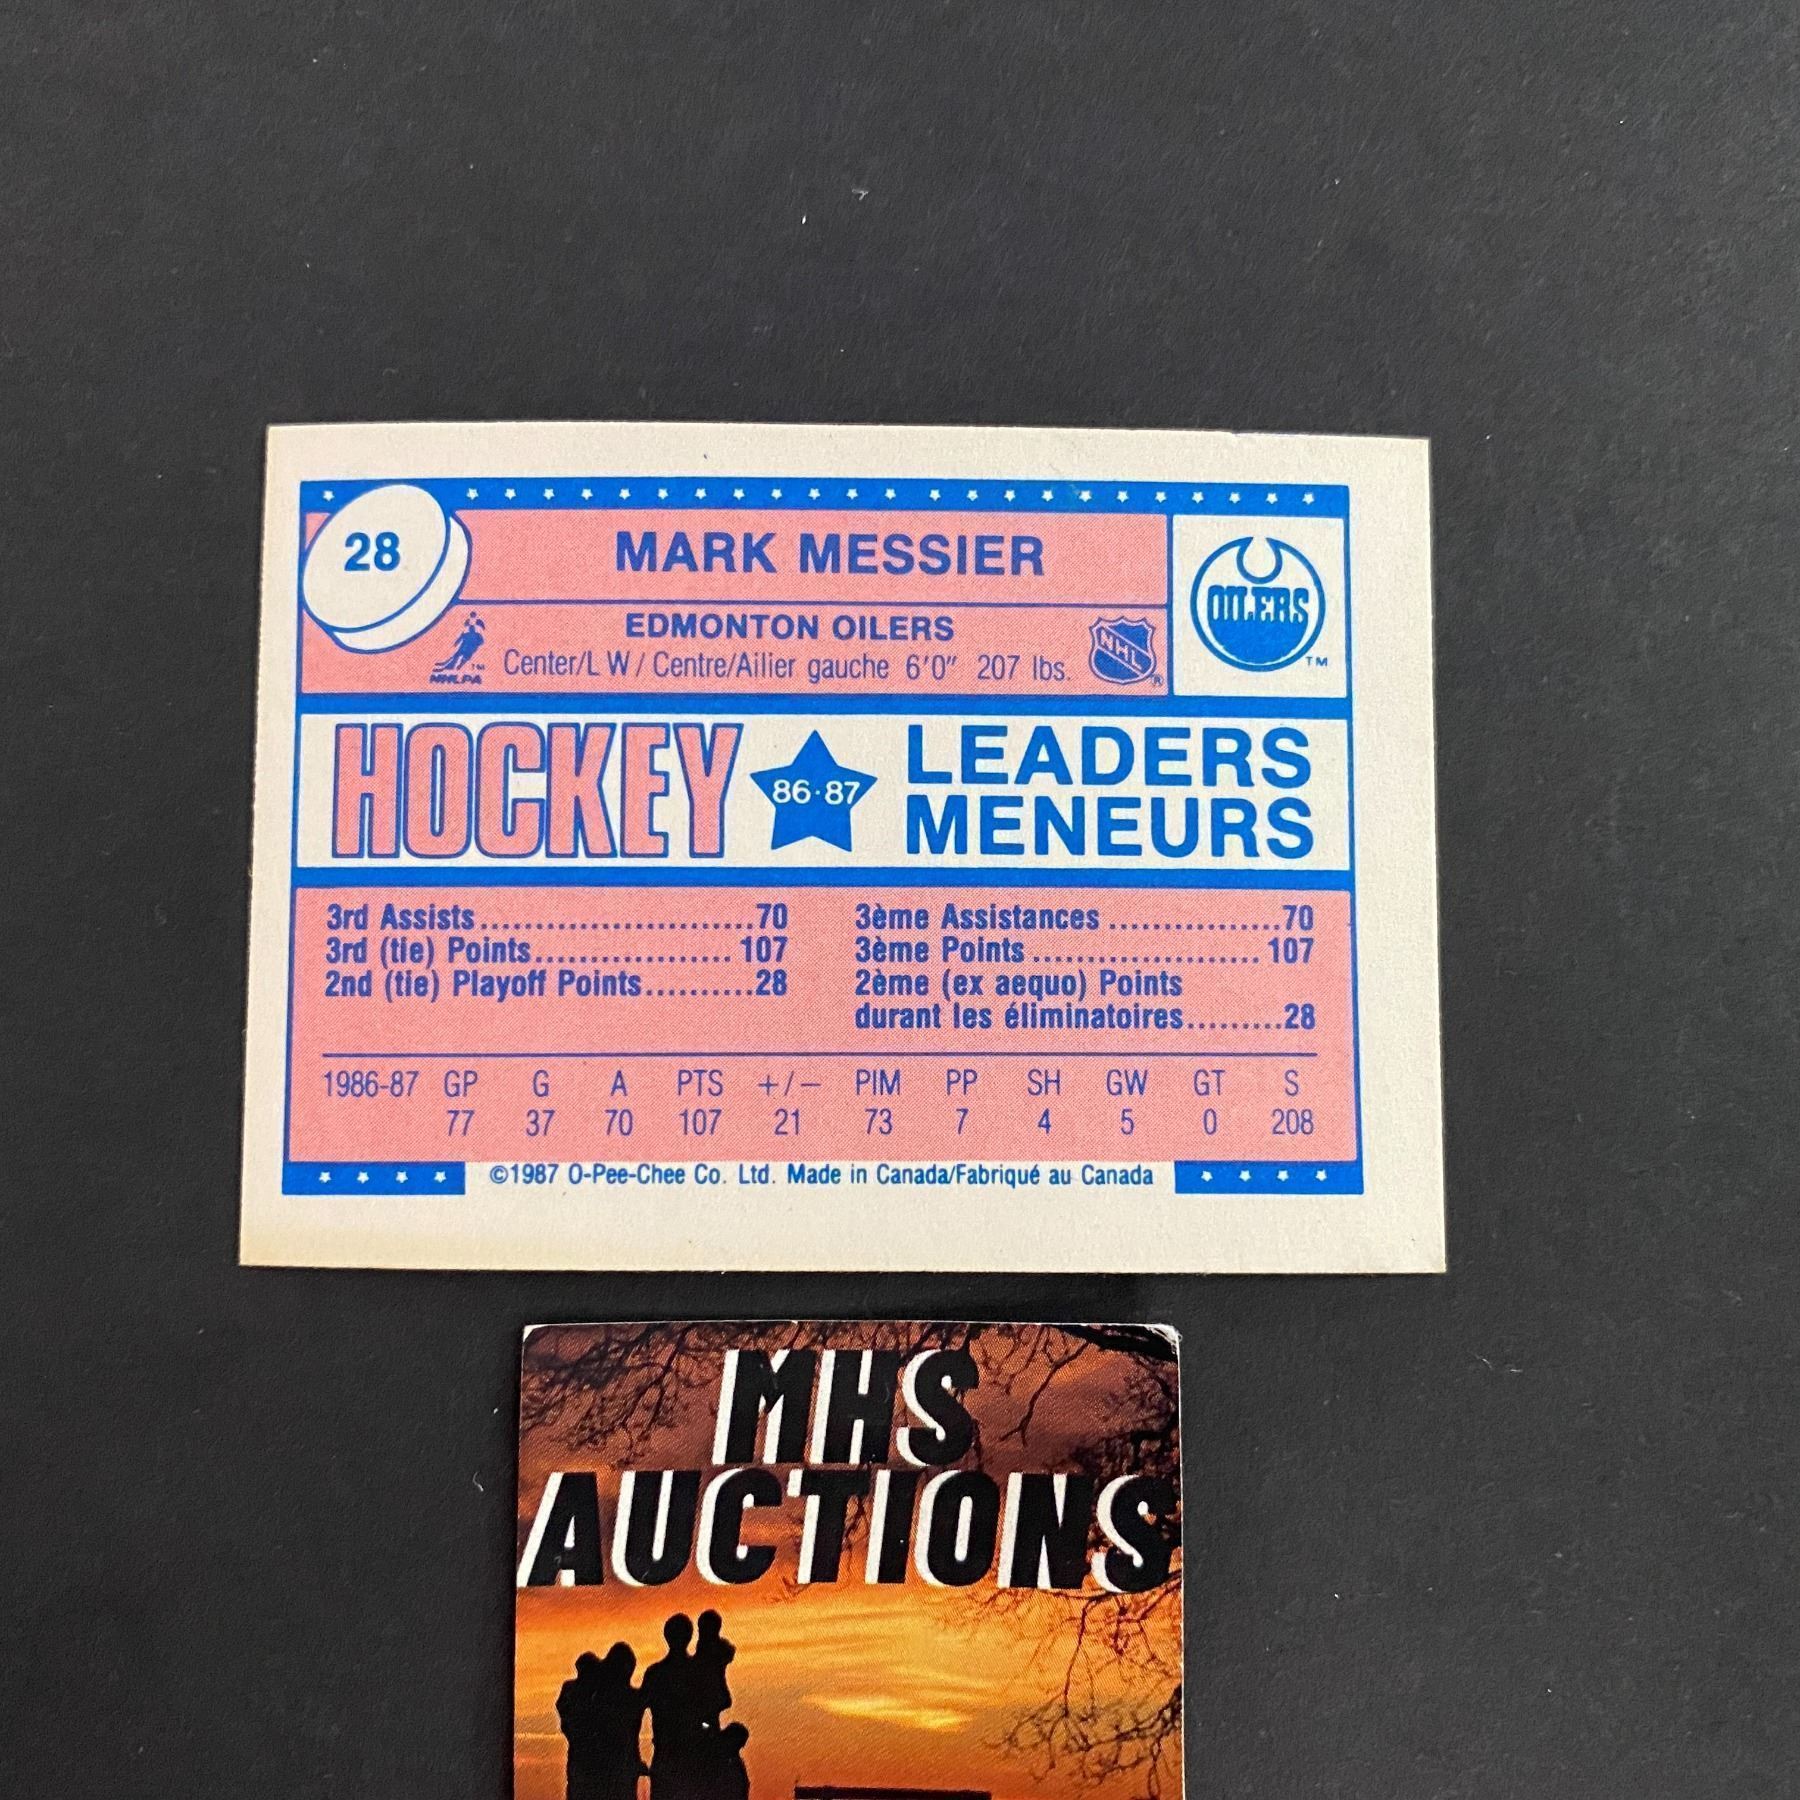 28
MARK MESSIER
OILERS
TM
EDMONTON OILERS
TM
NHLPA
Center/L W / Centre/Ailier gauche 6'0" 207 lbs.
NHL
®
HOCKEY
86·87
LEADERS
MENEURS
3rd Assists........................70
3rd (tie) Points.................. 107
2nd (tie) Playoff Points..........28
3ème Assistances ................70
3ème Points ..................... 107
2ème (ex aequo) Points
durant les éliminatoires.........28
1986-87 GP G A PTS +/− PIM PP SH GW GT S
77 37 70 107 21 73 7 4 5 0 208
©1987 O-Pee-Chee Co. Ltd. Made in Canada/Fabriqué au Canada
MHS
AUCTIONS